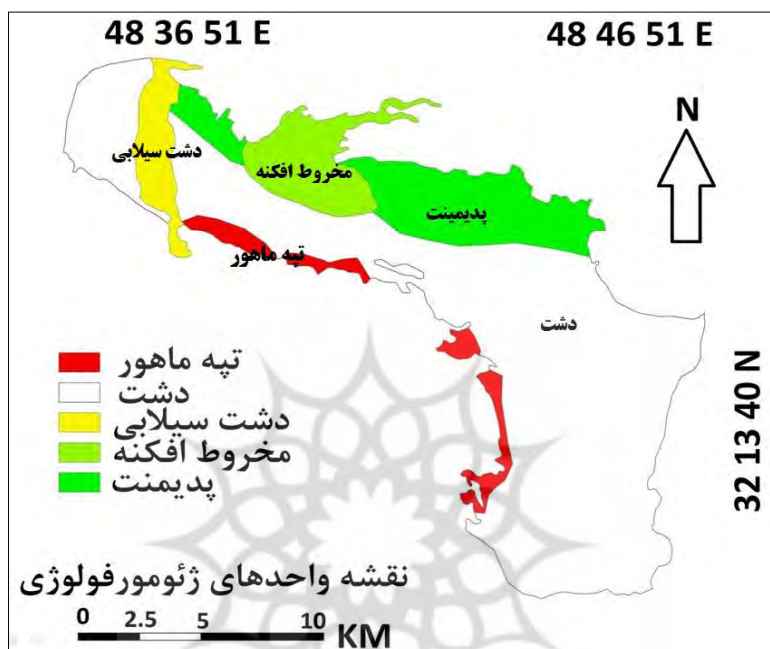 48 36 51 E
48 46 51 E
N
دشت سیلابی
مخروط افکنه
پدیمینت
تپه ماهور
دشت
32 13 40 N
تپه ماهور
دشت
دشت سیلابی
مخروط افکنه
پدیمنت
نقشه واحدهای ژئومورفولوژی
0 2.5 5 10
KM